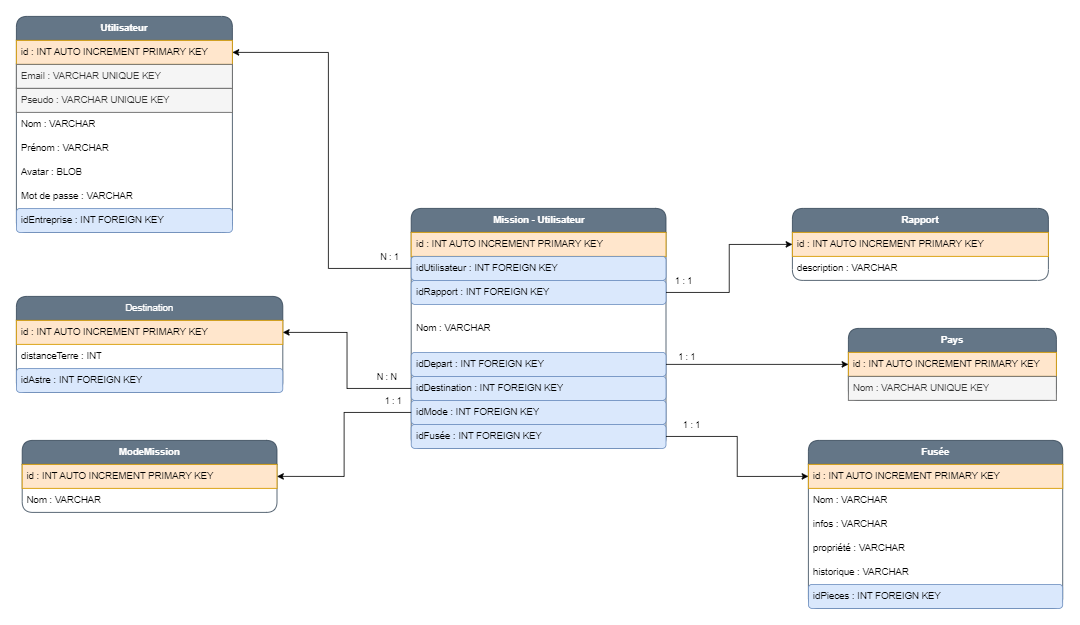 Utilisateur
id : INT AUTO INCREMENT PRIMARY KEY
Email : VARCHAR UNIQUE KEY
Pseudo : VARCHAR UNIQUE KEY
Nom : VARCHAR
Prénom : VARCHAR
Avatar : BLOB
Mot de passe : VARCHAR
idEntreprise : INT FOREIGN KEY
Destination
id : INT AUTO INCREMENT PRIMARY KEY
distanceTerre : INT
idAstre : INT FOREIGN KEY
ModeMission
id : INT AUTO INCREMENT PRIMARY KEY
Nom : VARCHAR
N : 1
N : N
1 : 1
Mission - Utilisateur
id : INT AUTO INCREMENT PRIMARY KEY
idUtilisateur : INT FOREIGN KEY
idRapport : INT FOREIGN KEY
Nom : VARCHAR
idDepart : INT FOREIGN KEY
idDestination : INT FOREIGN KEY
idMode : INT FOREIGN KEY
idFusée : INT FOREIGN KEY
1 : 1
1 : 1
1 : 1
Rapport
id : INT AUTO INCREMENT PRIMARY KEY
description : VARCHAR
Pays
id : INT AUTO INCREMENT PRIMARY KEY
Nom : VARCHAR UNIQUE KEY
Fusée
id : INT AUTO INCREMENT PRIMARY KEY
Nom : VARCHAR
infos : VARCHAR
propriété : VARCHAR
historique : VARCHAR
idPieces : INT FOREIGN KEY